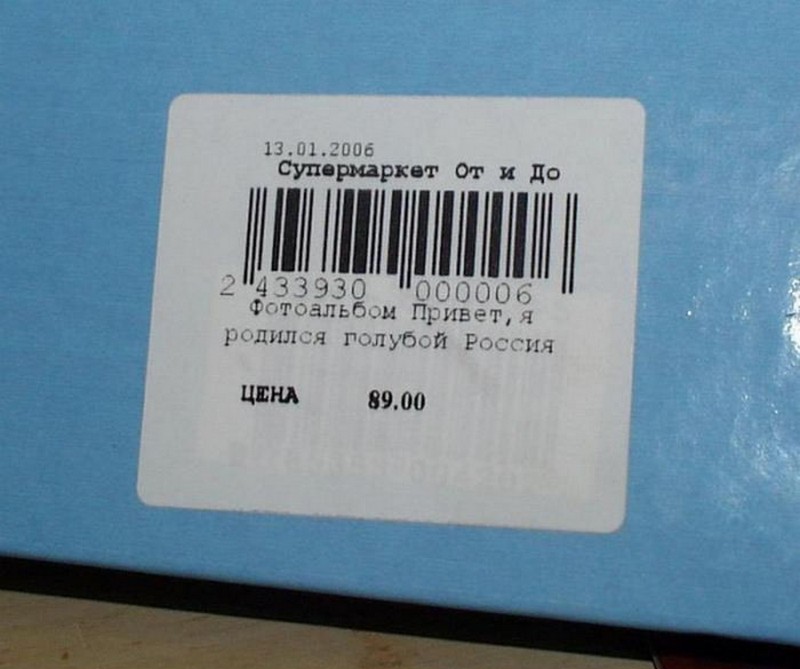 13.01.2006
Супермаркет От и До
2 433930 000006
Фотоальбом Привет,я
родился голубой Россия
ЦЕНА 89.00